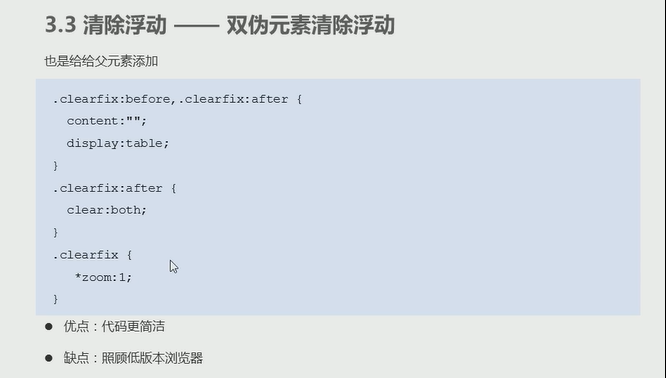 3.3 清除浮动 —— 双伪元素清除浮动
也是给给父元素添加
.clearfix:before,.clearfix:after {
content:"";
display:table;
}
.clearfix:after {
clear:both;
}
.clearfix {
*zoom:1;
}
● 优点：代码更简洁
● 缺点：照顾低版本浏览器